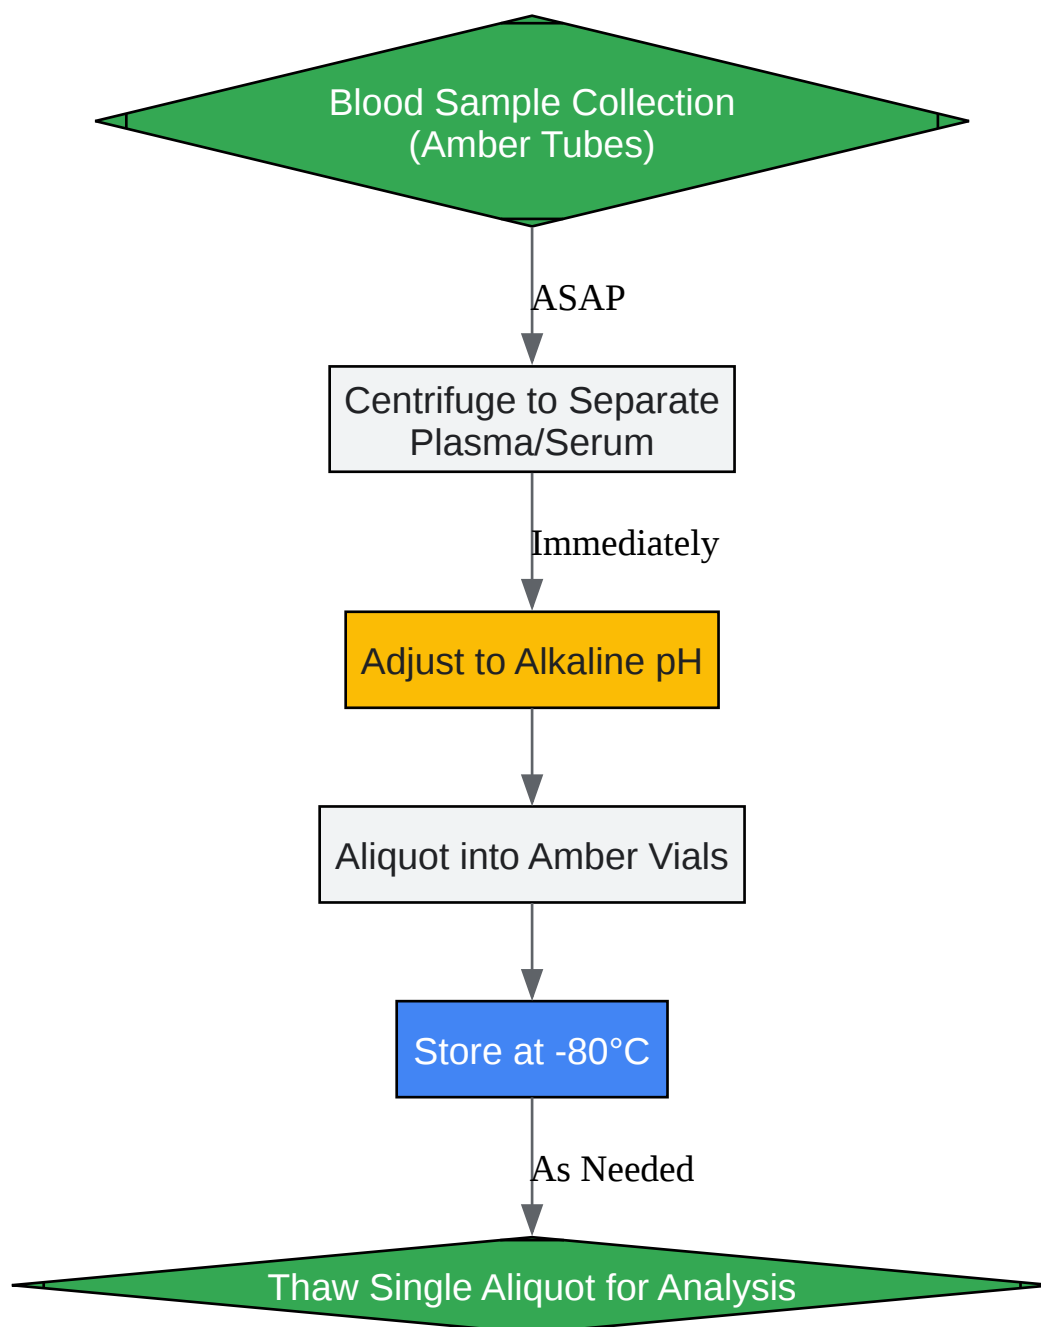 Blood Sample Collection
(Amber Tubes)
ASAP
Centrifuge to Separate
Plasma/Serum
Immediately
Adjust to Alkaline pH
Aliquot into Amber Vials
Store at -80°C
As Needed
Thaw Single Aliquot for Analysis